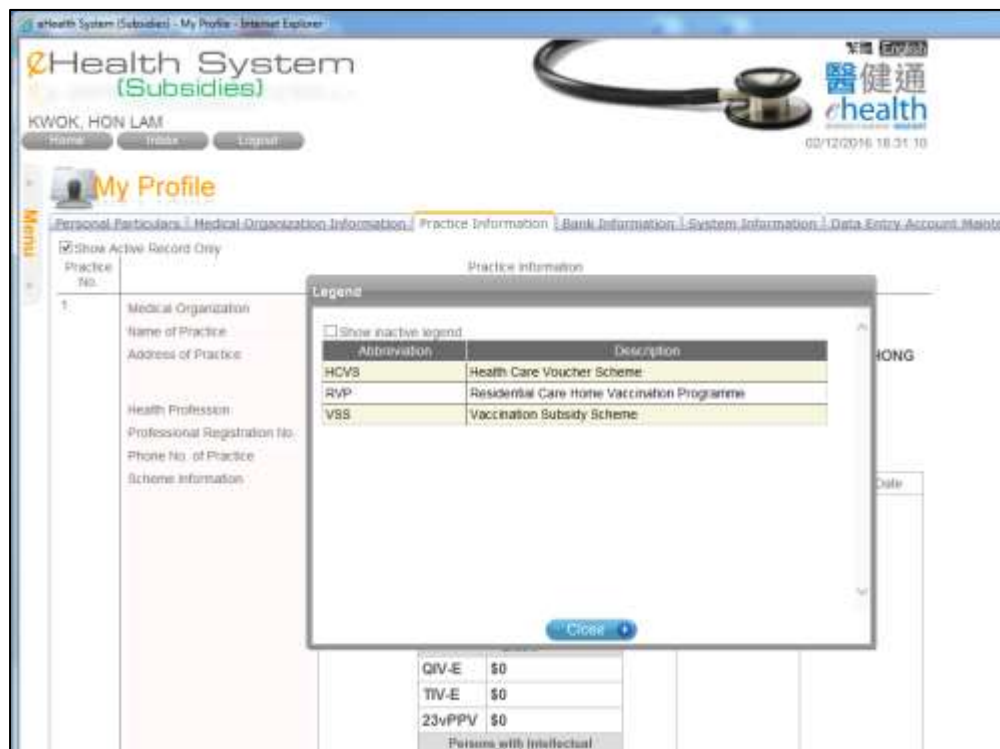 eHealth System (Subsidies) - My Profile - Internet Explorer
eHealth System
(Subsidies)
繁體 English
醫健通
ehealth
KWOK, HON LAM
Home Inbox Logout
02/12/2016 18:31:10
My Profile
Menu
Personal Particulars Medical Organization Information Practice Information Bank Information System Information Data Entry Account Mainte
Show Active Record Only
Practice No.
Practice Information
1
Medical Organization
Name of Practice
Address of Practice
HONG
Health Profession
Professional Registration No.
Phone No. of Practice
Scheme Information
Date
Legend
Show inactive legend
Abbreviation Description
HCVS Health Care Voucher Scheme
RVP Residential Care Home Vaccination Programme
VSS Vaccination Subsidy Scheme
Close
QIV-E $0
TIV-E $0
23vPPV $0
Persons with Intellectual